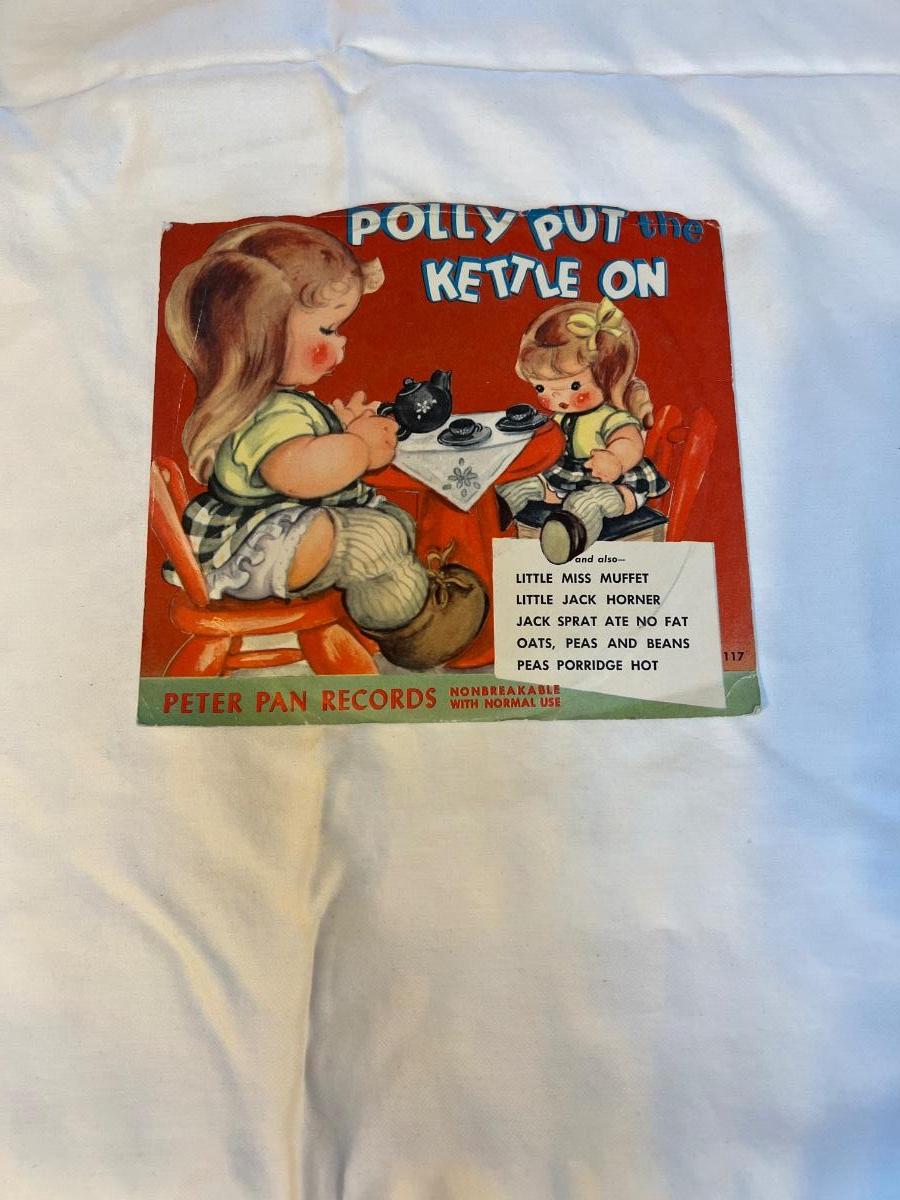 POLLY PUT the
KETTLE ON
and also—
LITTLE MISS MUFFET
LITTLE JACK HORNER
JACK SPRAT ATE NO FAT
OATS, PEAS AND BEANS
PEAS PORRIDGE HOT
117
PETER PAN RECORDS
NONBREAKABLE
WITH NORMAL USE